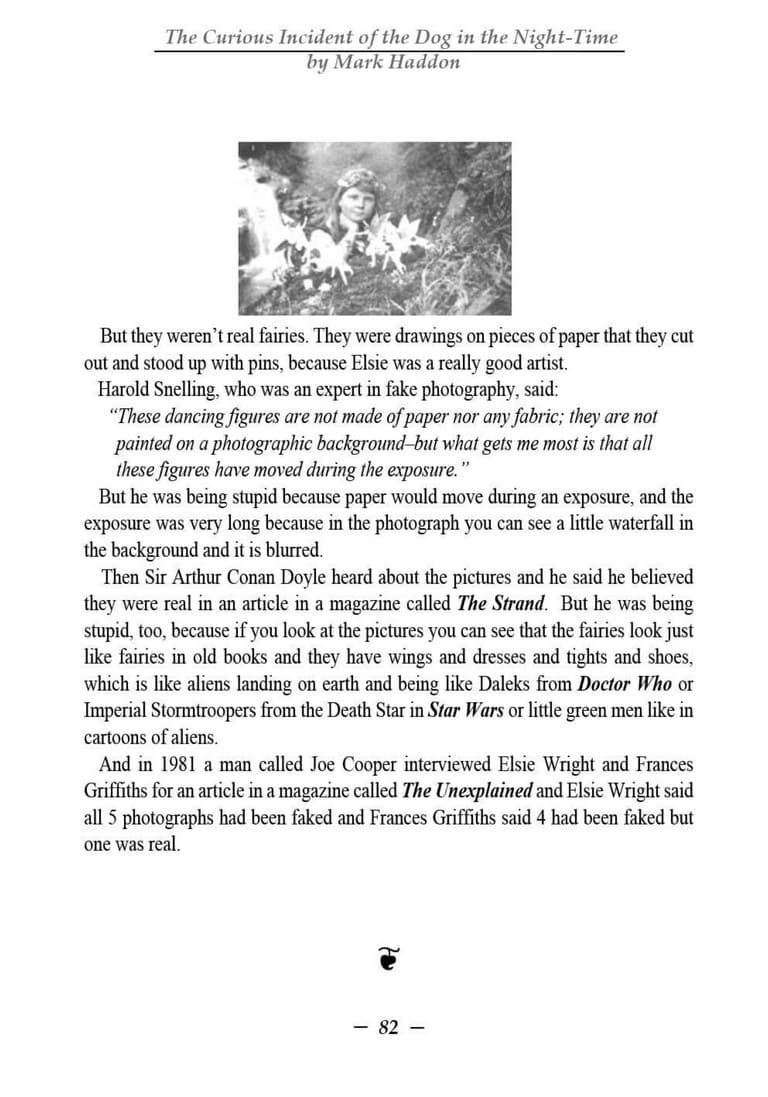 The Curious Incident of the Dog in the Night-Time
by Mark Haddon
But they weren’t real fairies. They were drawings on pieces of paper that they cut
out and stood up with pins, because Elsie was a really good artist.
Harold Snelling, who was an expert in fake photography, said:
“These dancing figures are not made of paper nor any fabric; they are not
painted on a photographic background–but what gets me most is that all
these figures have moved during the exposure.”
But he was being stupid because paper would move during an exposure, and the
exposure was very long because in the photograph you can see a little waterfall in
the background and it is blurred.
Then Sir Arthur Conan Doyle heard about the pictures and he said he believed
they were real in an article in a magazine called The Strand. But he was being
stupid, too, because if you look at the pictures you can see that the fairies look just
like fairies in old books and they have wings and dresses and tights and shoes,
which is like aliens landing on earth and being like Daleks from Doctor Who or
Imperial Stormtroopers from the Death Star in Star Wars or little green men like in
cartoons of aliens.
And in 1981 a man called Joe Cooper interviewed Elsie Wright and Frances
Griffiths for an article in a magazine called The Unexplained and Elsie Wright said
all 5 photographs had been faked and Frances Griffiths said 4 had been faked but
one was real.
— 82 —